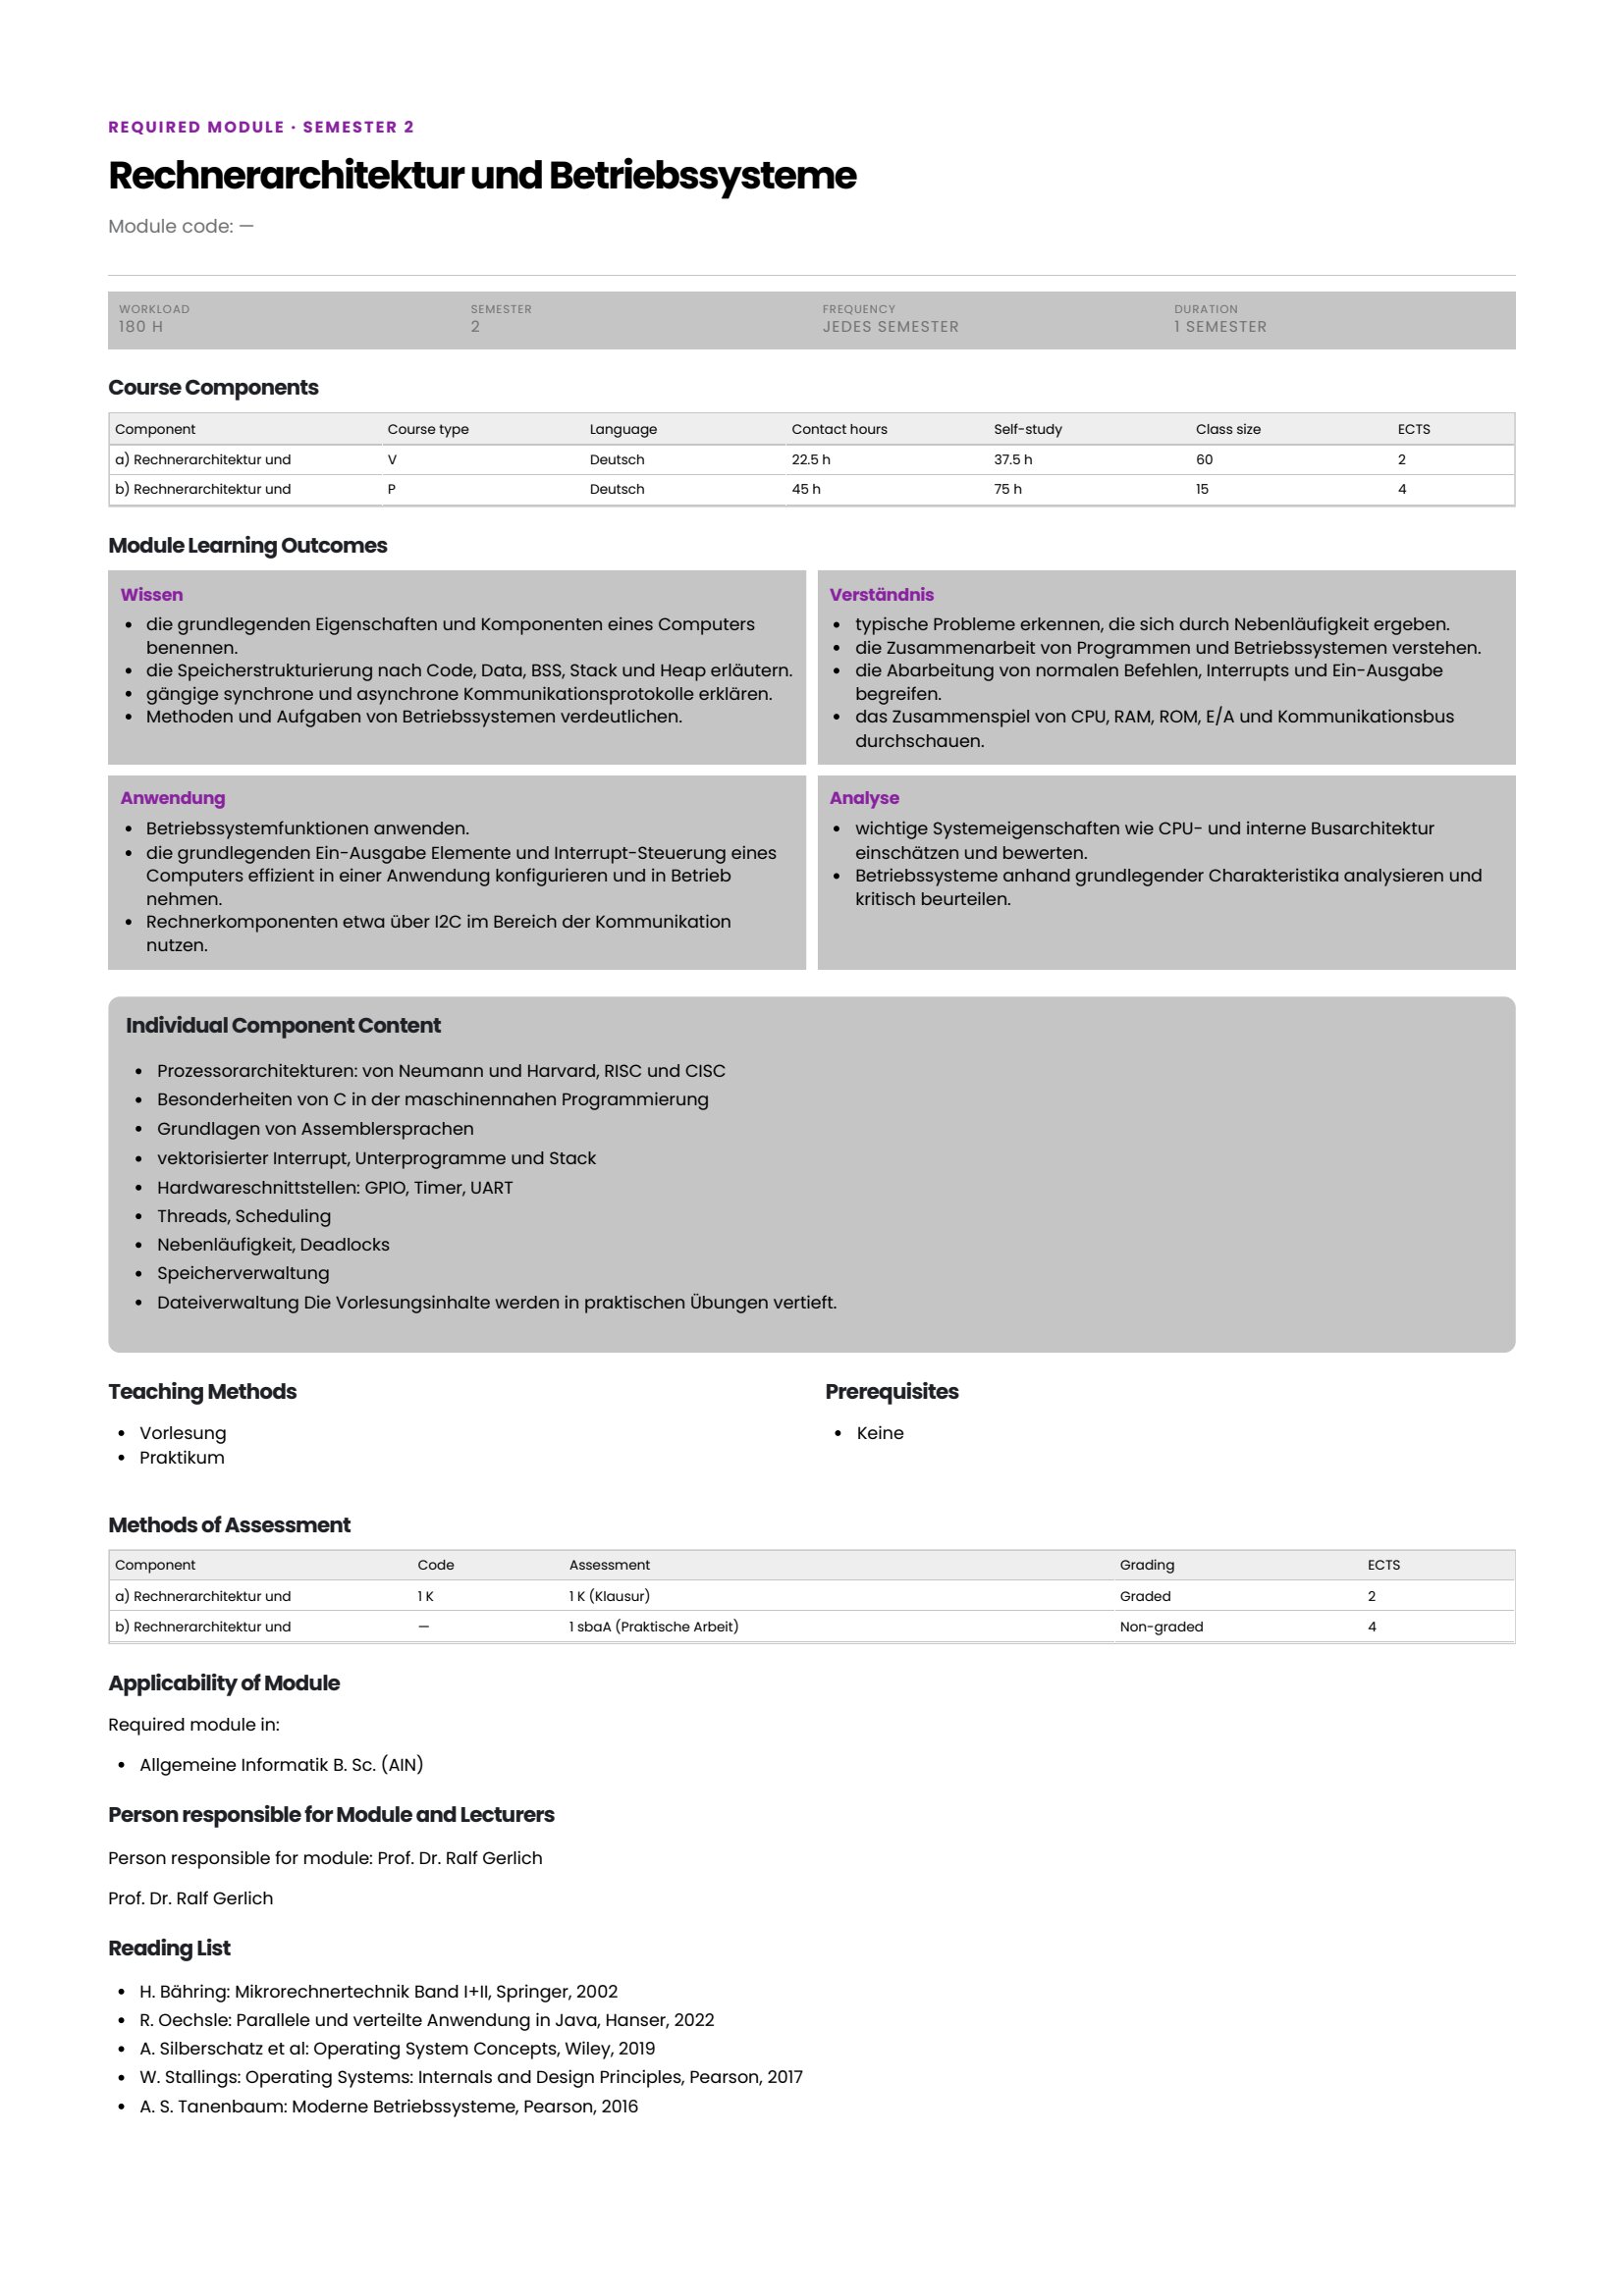 REQUIRED MODULE · SEMESTER 2
Rechnerarchitektur und Betriebssysteme
Module code: —
WORKLOAD SEMESTER FREQUENCY DURATION
180 H 2 JEDES SEMESTER 1 SEMESTER
Course Components
Component Course type Language Contact hours Self-study Class size ECTS
a) Rechnerarchitektur und V Deutsch 22.5 h 37.5 h 60 2
b) Rechnerarchitektur und P Deutsch 45 h 75 h 15 4
Module Learning Outcomes
Wissen
• die grundlegenden Eigenschaften und Komponenten eines Computers
benennen.
• die Speicherstrukturierung nach Code, Data, BSS, Stack und Heap erläutern.
• gängige synchrone und asynchrone Kommunikationsprotokolle erklären.
• Methoden und Aufgaben von Betriebssystemen verdeutlichen.
Verständnis
• typische Probleme erkennen, die sich durch Nebenläufigkeit ergeben.
• die Zusammenarbeit von Programmen und Betriebssystemen verstehen.
• die Abarbeitung von normalen Befehlen, Interrupts und Ein-Ausgabe
begreifen.
• das Zusammenspiel von CPU, RAM, ROM, E/A und Kommunikationsbus
durchschauen.
Anwendung
• Betriebssystemfunktionen anwenden.
• die grundlegenden Ein-Ausgabe Elemente und Interrupt-Steuerung eines
Computers effizient in einer Anwendung konfigurieren und in Betrieb
nehmen.
• Rechnerkomponenten etwa über I2C im Bereich der Kommunikation
nutzen.
Analyse
• wichtige Systemeigenschaften wie CPU- und interne Busarchitektur
einschätzen und bewerten.
• Betriebssysteme anhand grundlegender Charakteristika analysieren und
kritisch beurteilen.
Individual Component Content
• Prozessorarchitekturen: von Neumann und Harvard, RISC und CISC
• Besonderheiten von C in der maschinennahen Programmierung
• Grundlagen von Assemblersprachen
• vektorisierter Interrupt, Unterprogramme und Stack
• Hardwareschnittstellen: GPIO, Timer, UART
• Threads, Scheduling
• Nebenläufigkeit, Deadlocks
• Speicherverwaltung
• Dateiverwaltung Die Vorlesungsinhalte werden in praktischen Übungen vertieft.
Teaching Methods
• Vorlesung
• Praktikum
Prerequisites
• Keine
Methods of Assessment
Component Code Assessment Grading ECTS
a) Rechnerarchitektur und 1 K 1 K (Klausur) Graded 2
b) Rechnerarchitektur und — 1 sbaA (Praktische Arbeit) Non-graded 4
Applicability of Module
Required module in:
• Allgemeine Informatik B. Sc. (AIN)
Person responsible for Module and Lecturers
Person responsible for module: Prof. Dr. Ralf Gerlich
Prof. Dr. Ralf Gerlich
Reading List
• H. Bähring: Mikrorechnertechnik Band I+II, Springer, 2002
• R. Oechsle: Parallele und verteilte Anwendung in Java, Hanser, 2022
• A. Silberschatz et al: Operating System Concepts, Wiley, 2019
• W. Stallings: Operating Systems: Internals and Design Principles, Pearson, 2017
• A. S. Tanenbaum: Moderne Betriebssysteme, Pearson, 2016